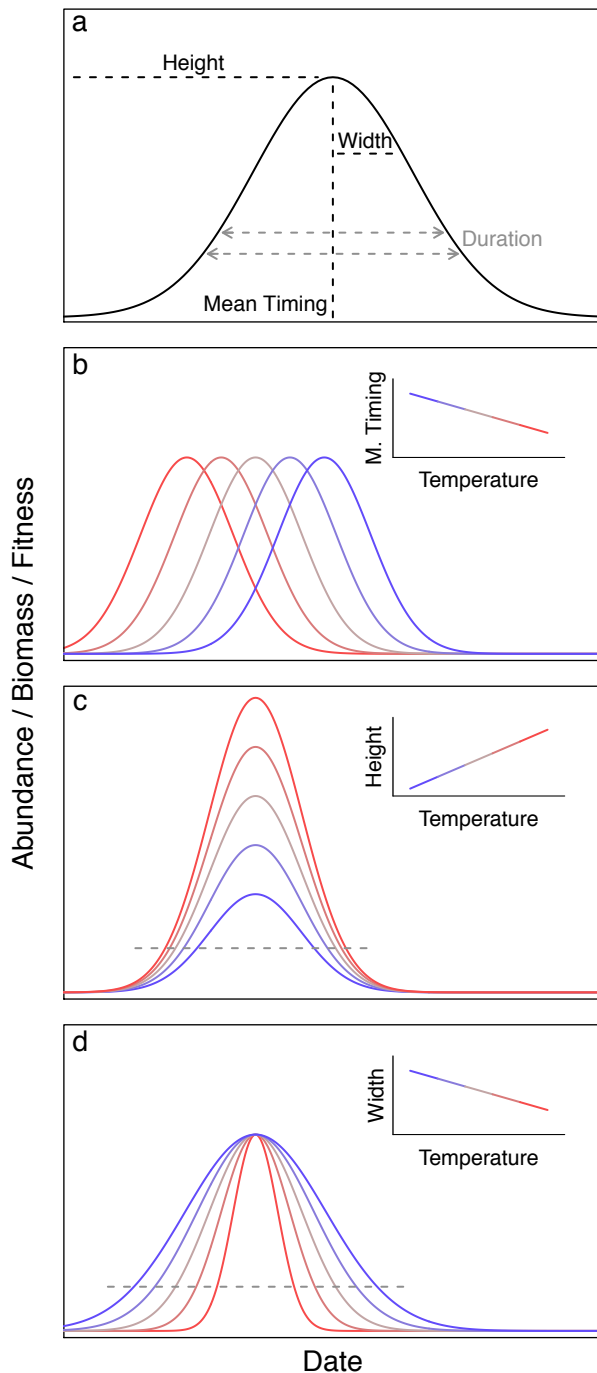 a
Height
Width
Duration
Mean Timing
Abundance / Biomass / Fitness
b
M. Timing
Temperature
c
Height
Temperature
d
Width
Temperature
Date